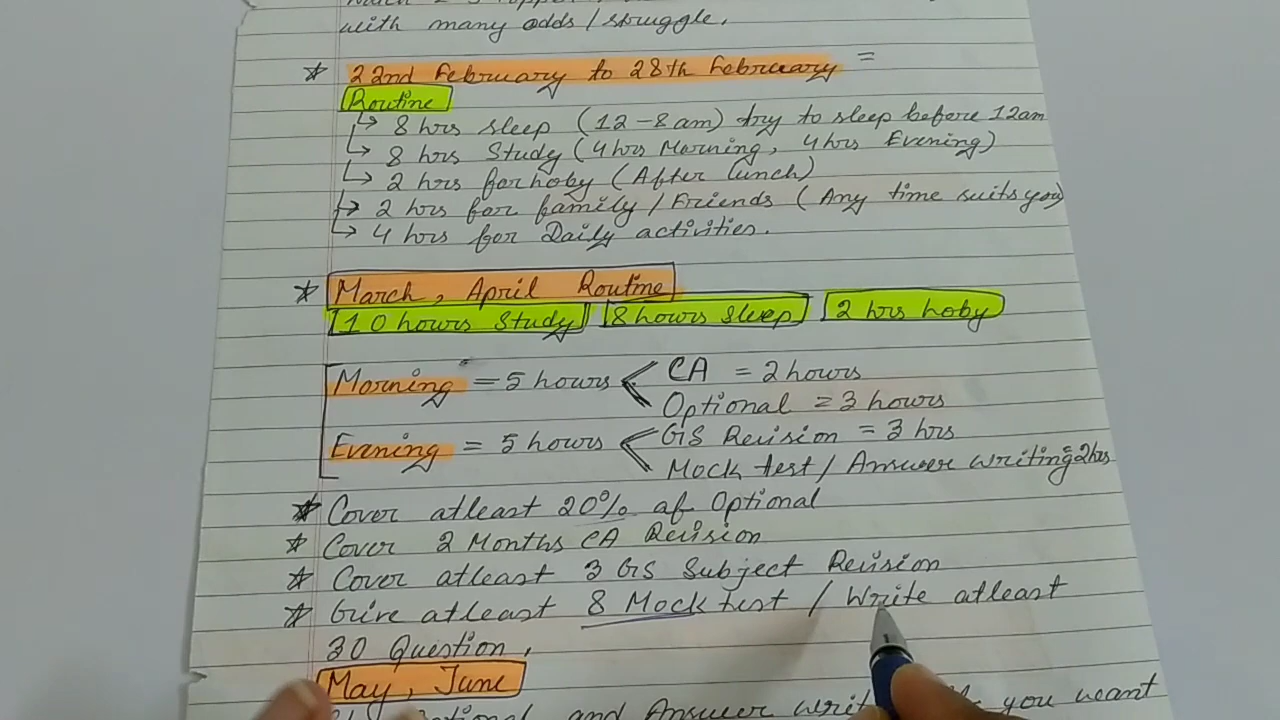 with many odds / struggle.
☆ 22nd February to 28th February =
Routine
↳ 8 hrs sleep (12-8 am) try to sleep before 12am
↳ 8 hrs Study (4 hrs Morning, 4 hrs Evening)
↳ 2 hrs for hoby (After lunch)
↳ 2 hrs for family / Friends (Any time suits you)
↳ 4 hrs for Daily activities.
☆ March, April Routine
10 hours Study 8 hours sleep 2 hrs hoby
Morning = 5 hours < CA = 2 hours
Optional = 3 hours
Evening = 5 hours < GS Revision = 3 hrs
Mock test / Answer writing = 2hrs
☆ Cover atleast 20% of Optional
☆ Cover 2 Months CA Revision
☆ Cover atleast 3 GS Subject Revision
☆ Give atleast 8 Mock test / Write atleast
30 Question.
May, June
and Answer you want